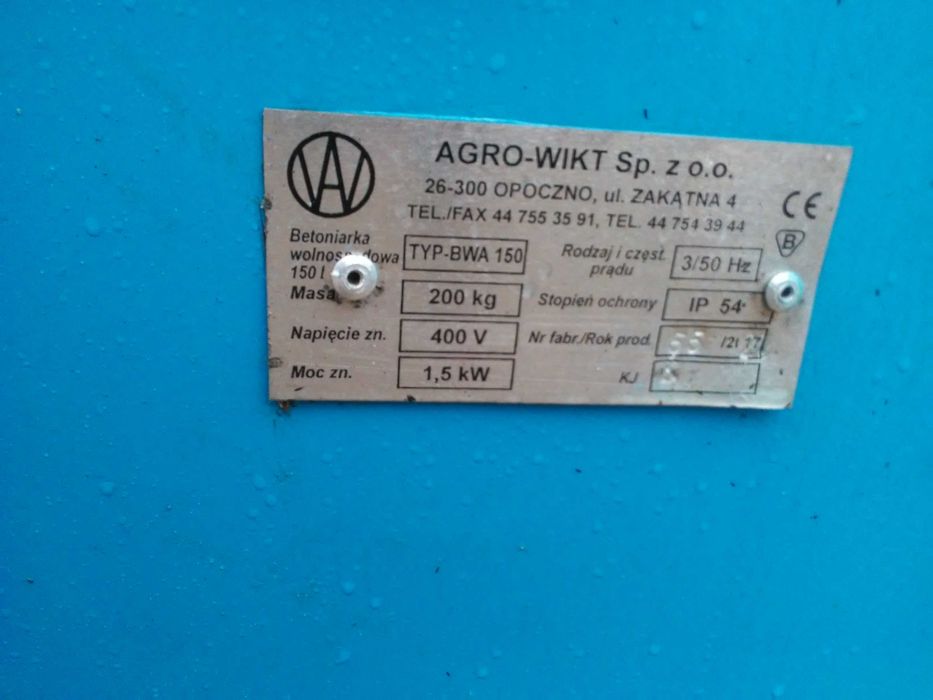 AGRO-WIKT Sp. z o.o.
26-300 OPOCZNO, ul. ZAKĄTNA 4
TEL./FAX 44 755 35 91, TEL. 44 754 39 44
WA
CE
B
Betoniarka
150 l
TYP-BWA 150
Masa
200 kg
Napięcie zn.
400 V
Moc zn.
1,5 kW
Rodzaj i częst.
prądu
3/50 Hz
Stopień ochrony
IP 54
Nr fabr./Rok prod.
KJ